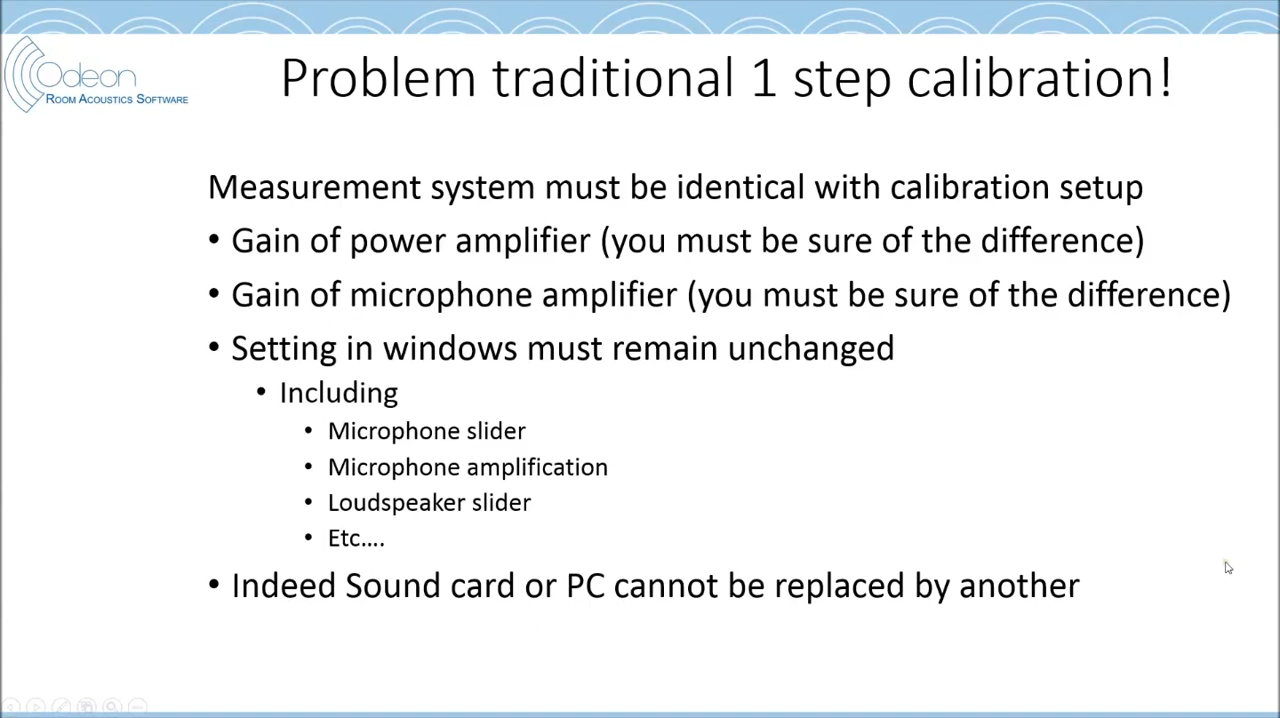 Odeon
ROOM ACOUSTICS SOFTWARE
Problem traditional 1 step calibration!
Measurement system must be identical with calibration setup
• Gain of power amplifier (you must be sure of the difference)
• Gain of microphone amplifier (you must be sure of the difference)
• Setting in windows must remain unchanged
• Including
• Microphone slider
• Microphone amplification
• Loudspeaker slider
• Etc….
• Indeed Sound card or PC cannot be replaced by another